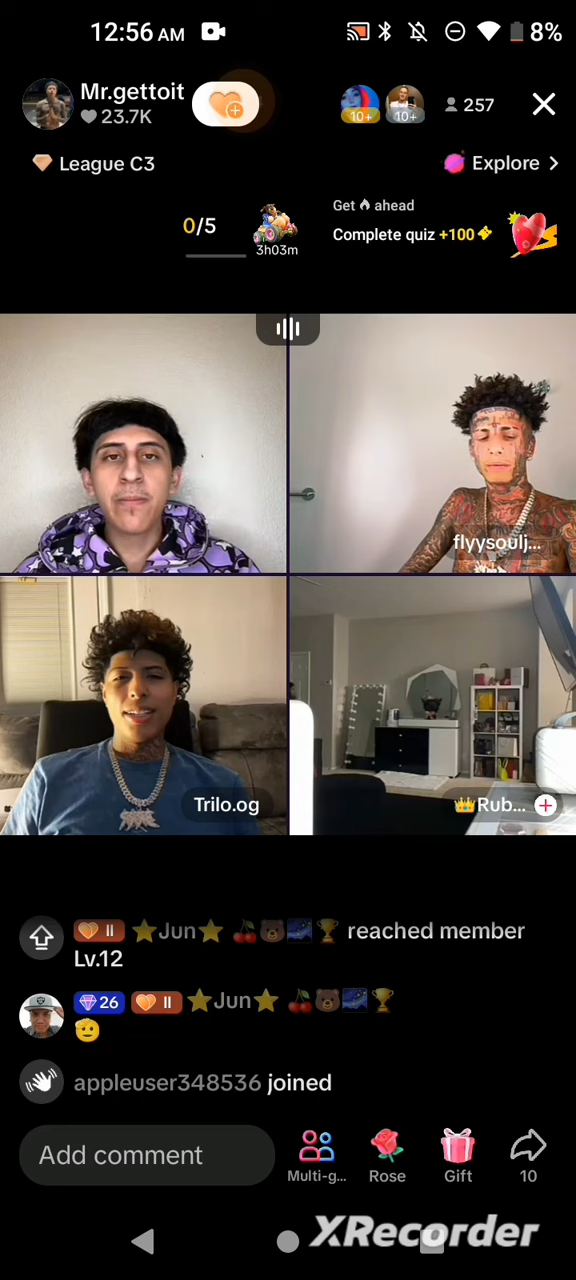 12:56 AM
8%
Mr.gettoit
23.7K
10+
10+
257
League C3
Explore
0/5
3h03m
Get 🔥 ahead
Complete quiz +100
flyysoulj...
Trilo.og
👑Rub...
II ⭐Jun⭐ 🍒🐻🌌🏆 reached member
Lv.12
26 II ⭐Jun⭐ 🍒🐻🌌🏆
🫡
appleuser348536 joined
Add comment
Multi-g...
Rose
Gift
10
XRecorder